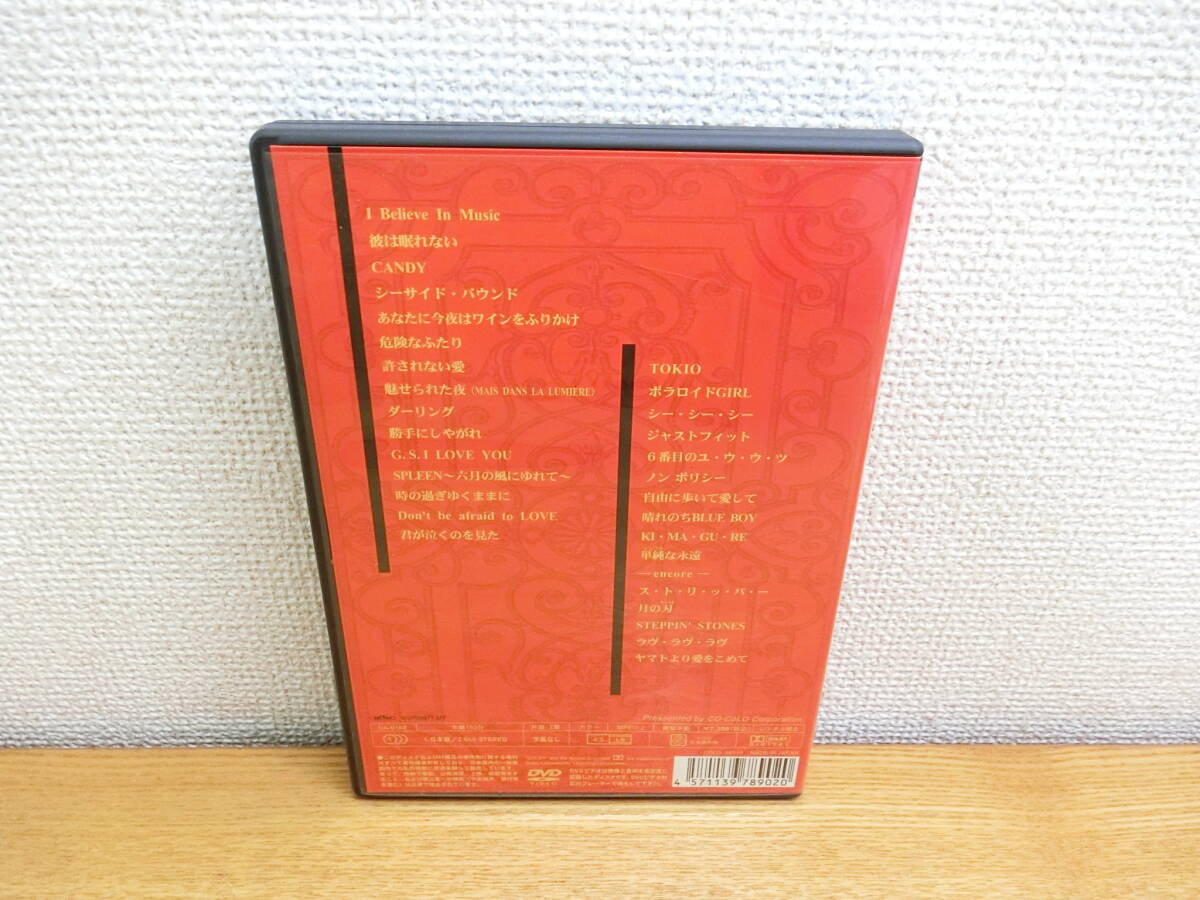 I Believe In Music
彼は眠れない
CANDY
シーサイド・バウンド
あなたに今夜はワインをふりかけ
危険なふたり
許されない愛
魅せられた夜(MAIS DANS LA LUMIERE)
ダーリング
勝手にしやがれ
G. S. I LOVE YOU
SPLEEN〜六月の風にゆれて〜
時の過ぎゆくままに
Don't be afraid to LOVE
君が泣くのを見た
TOKIO
ポラロイドGIRL
シー・シー・シー
ジャストフィット
6番目のユ・ウ・ウ・ツ
ノン ポリシー
自由に歩いて愛して
晴れのちBLUE BOY
KI・MA・GU・RE
単純な永遠
— encore —
ス・ト・リ・ッ・パ・ー
月の刃
STEPPIN' STONES
ラヴ・ラヴ・ラヴ
ヤマトより愛をこめて
Presented by CO-CóLO Corporation
字幕なし
DVD
4 571139 789020